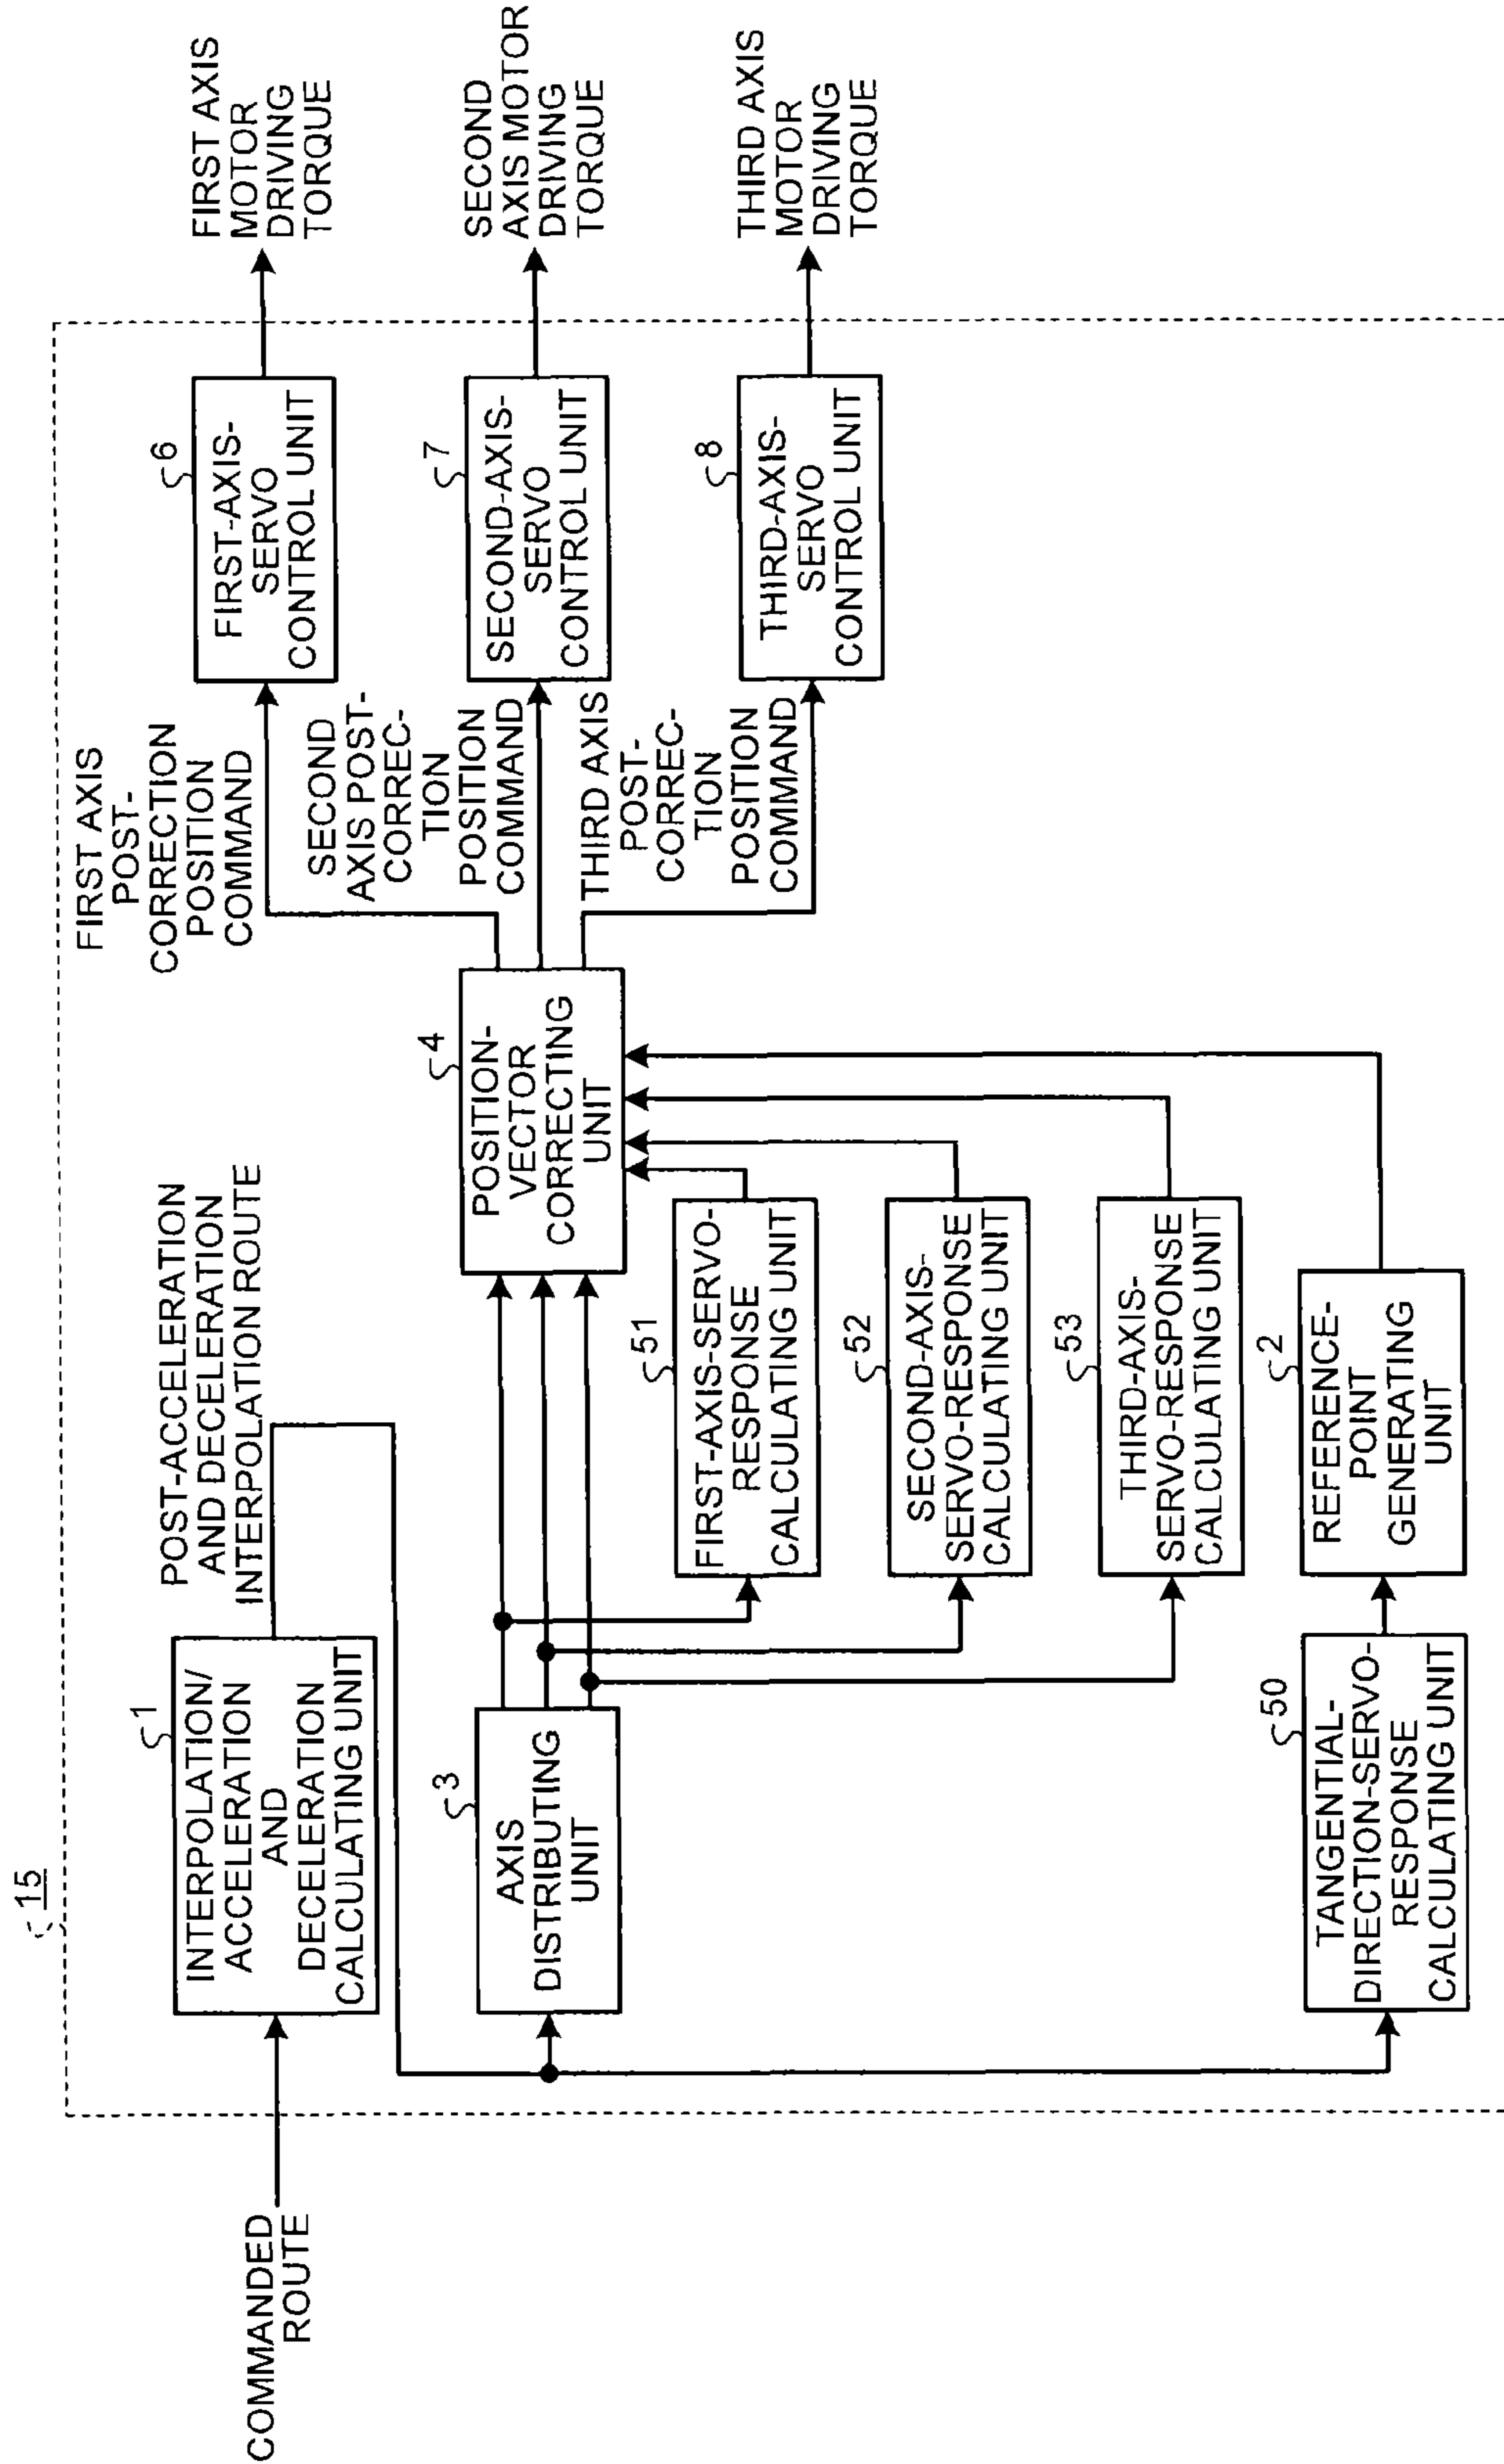 15
COMMANDED
ROUTE
1
INTERPOLATION/
ACCELERATION
AND
DECELERATION
CALCULATING UNIT
POST-ACCELERATION
AND DECELERATION
INTERPOLATION ROUTE
3
AXIS
DISTRIBUTING
UNIT
50
TANGENTIAL-
DIRECTION-SERVO-
RESPONSE
CALCULATING UNIT
51
FIRST-AXIS-SERVO-
RESPONSE
CALCULATING UNIT
52
SECOND-AXIS-
SERVO-RESPONSE
CALCULATING UNIT
53
THIRD-AXIS-
SERVO-RESPONSE
CALCULATING UNIT
2
REFERENCE-
POINT
GENERATING
UNIT
4
POSITION-
VECTOR
CORRECTING
UNIT
FIRST AXIS
POST-
CORRECTION
POSITION
COMMAND
SECOND
AXIS POST-
CORREC-
TION
POSITION
COMMAND
THIRD AXIS
POST-
CORREC-
TION
POSITION
COMMAND
6
FIRST-AXIS-
SERVO
CONTROL UNIT
7
SECOND-AXIS-
SERVO
CONTROL UNIT
8
THIRD-AXIS-
SERVO
CONTROL UNIT
FIRST AXIS
MOTOR
DRIVING
TORQUE
SECOND
AXIS MOTOR
DRIVING
TORQUE
THIRD AXIS
MOTOR
DRIVING
TORQUE